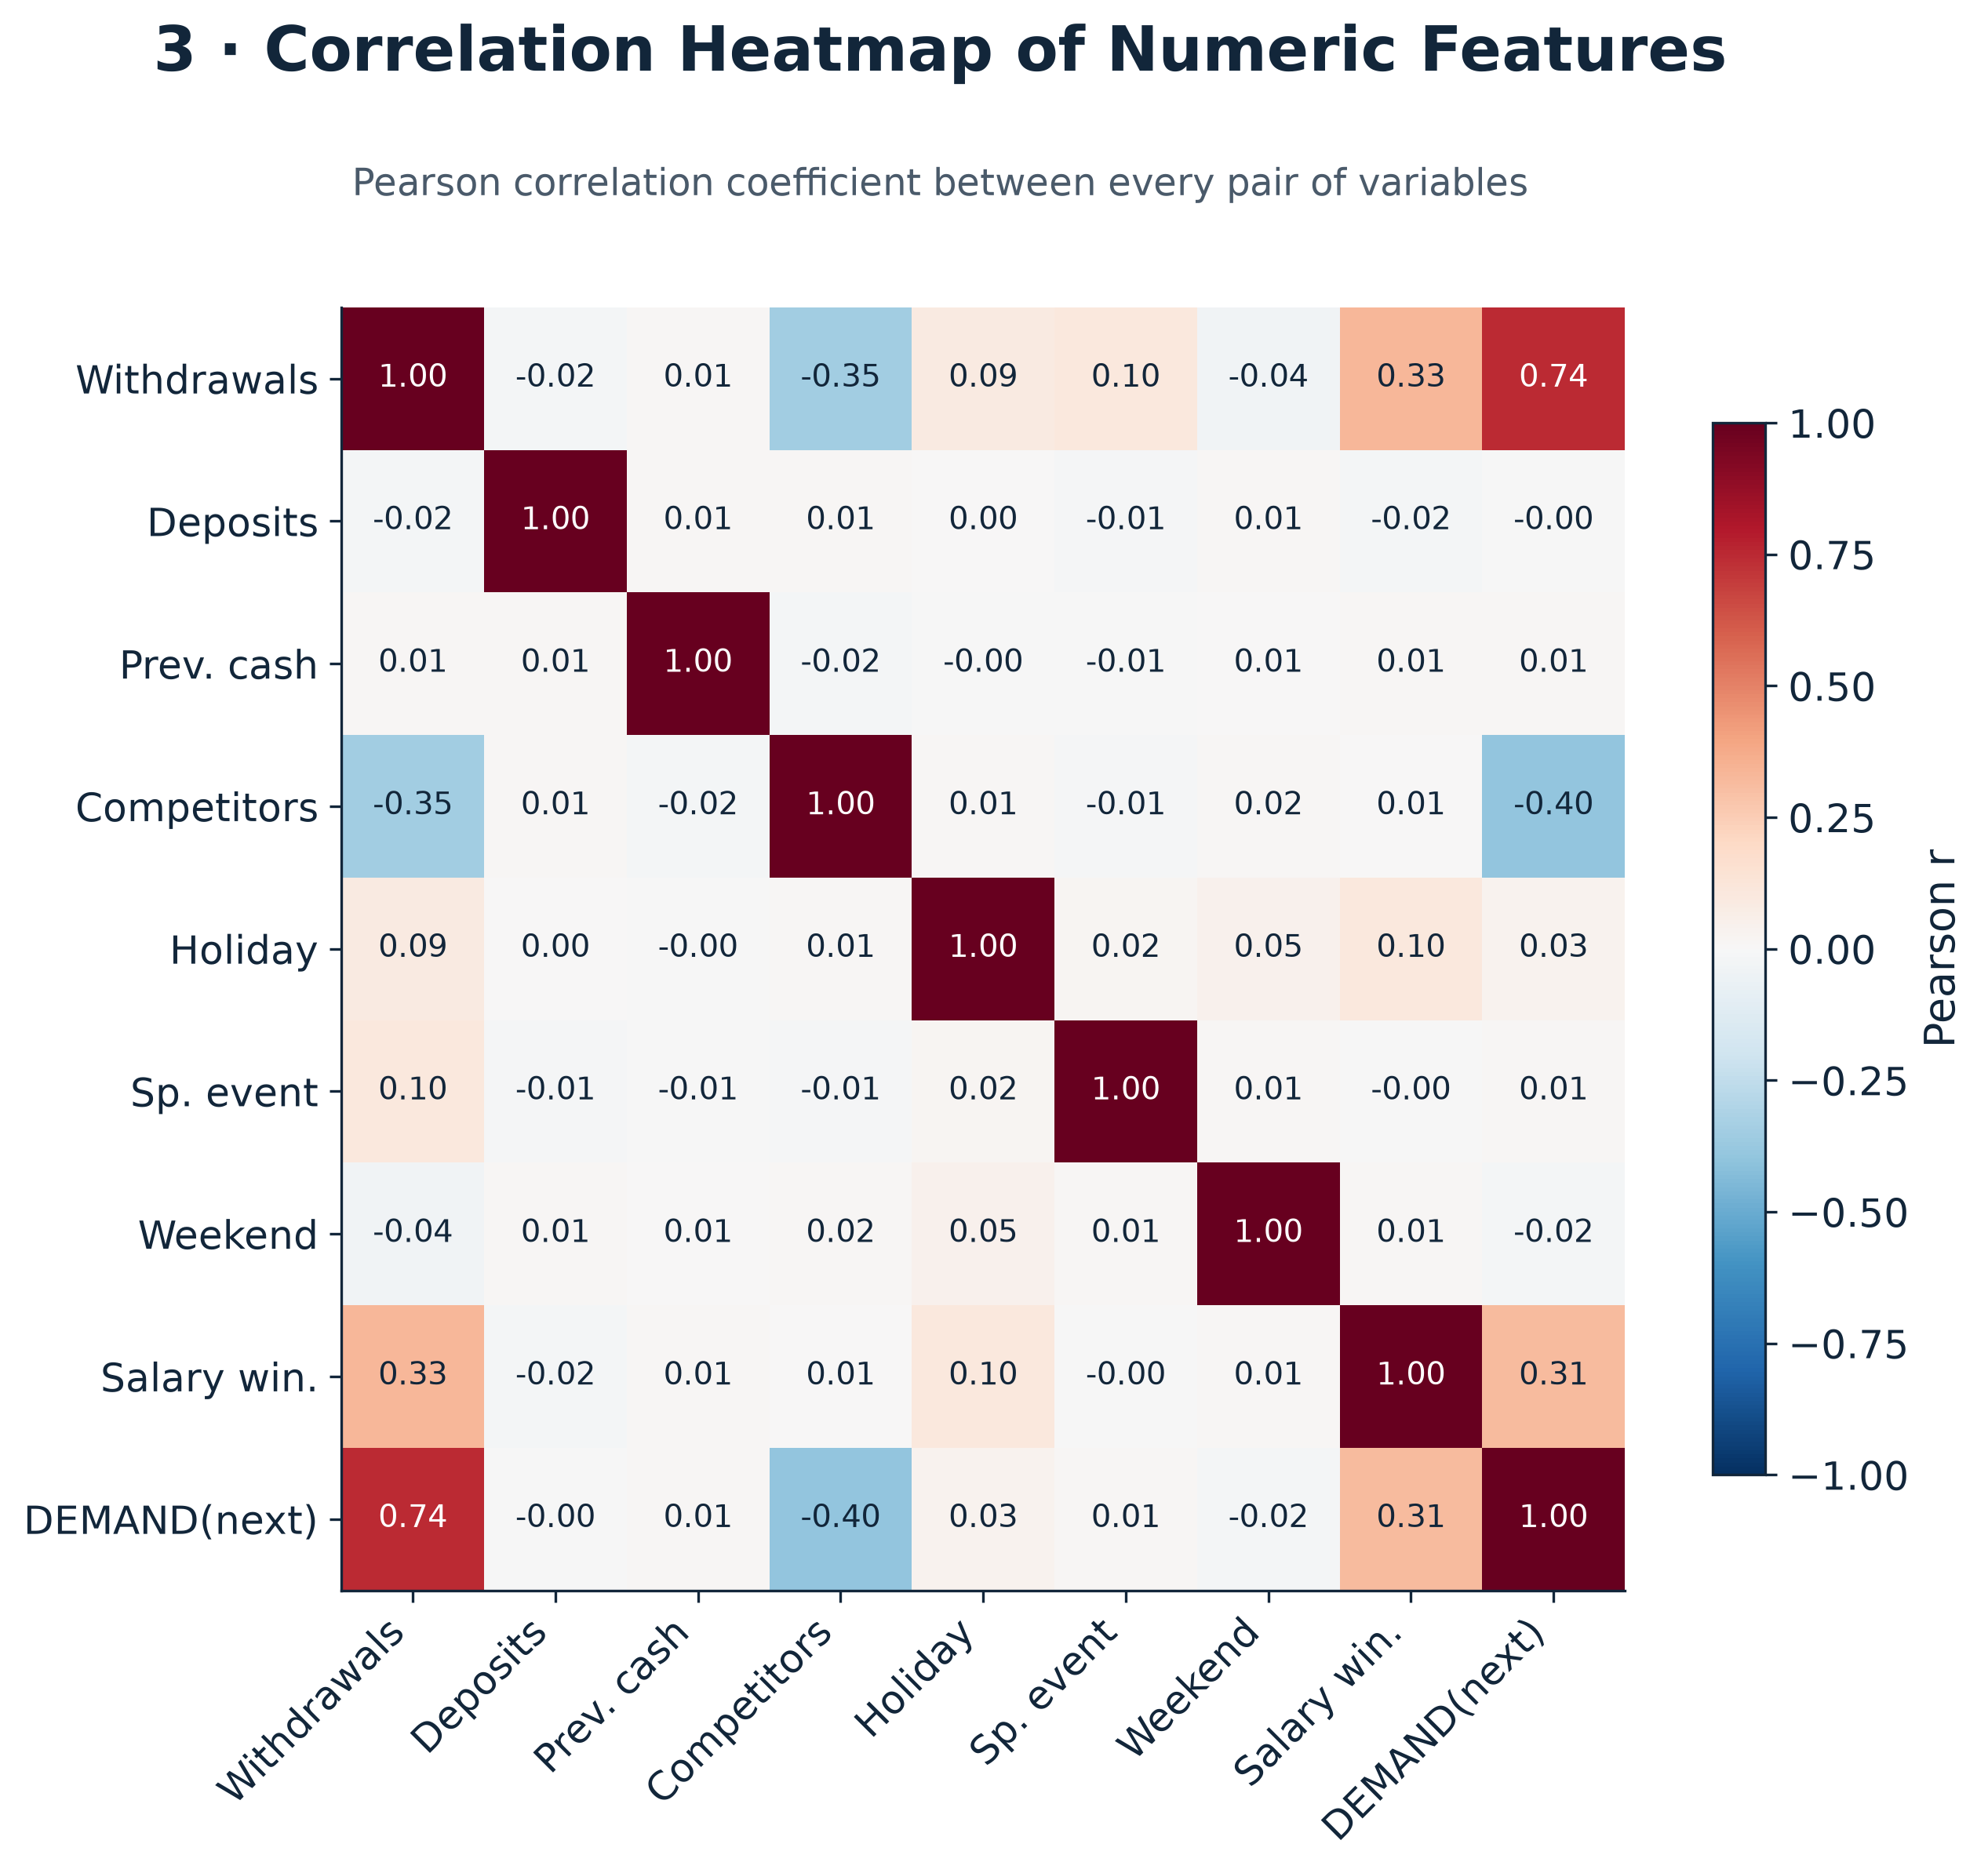 3 · Correlation Heatmap of Numeric Features
Pearson correlation coefficient between every pair of variables
Withdrawals 1.00 -0.02 0.01 -0.35 0.09 0.10 -0.04 0.33 0.74
Deposits -0.02 1.00 0.01 0.01 0.00 -0.01 0.01 -0.02 -0.00
Prev. cash 0.01 0.01 1.00 -0.02 -0.00 -0.01 0.01 0.01 0.01
Competitors -0.35 0.01 -0.02 1.00 0.01 -0.01 0.02 0.01 -0.40
Holiday 0.09 0.00 -0.00 0.01 1.00 0.02 0.05 0.10 0.03
Sp. event 0.10 -0.01 -0.01 -0.01 0.02 1.00 0.01 -0.00 0.01
Weekend -0.04 0.01 0.01 0.02 0.05 0.01 1.00 0.01 -0.02
Salary win. 0.33 -0.02 0.01 0.01 0.10 -0.00 0.01 1.00 0.31
DEMAND(next) 0.74 -0.00 0.01 -0.40 0.03 0.01 -0.02 0.31 1.00
Withdrawals
Deposits
Prev. cash
Competitors
Holiday
Sp. event
Weekend
Salary win.
DEMAND(next)
1.00
0.75
0.50
0.25
0.00
−0.25
−0.50
−0.75
−1.00
Pearson r